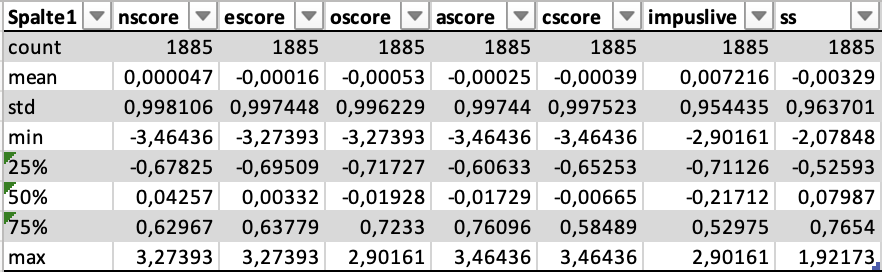 Spalte1 nscore escore oscore ascore cscore impuslive ss
count 1885 1885 1885 1885 1885 1885 1885
mean 0,000047 -0,00016 -0,00053 -0,00025 -0,00039 0,007216 -0,00329
std 0,998106 0,997448 0,996229 0,99744 0,997523 0,954435 0,963701
min -3,46436 -3,27393 -3,27393 -3,46436 -3,46436 -2,90161 -2,07848
25% -0,67825 -0,69509 -0,71727 -0,60633 -0,65253 -0,71126 -0,52593
50% 0,04257 0,00332 -0,01928 -0,01729 -0,00665 -0,21712 0,07987
75% 0,62967 0,63779 0,7233 0,76096 0,58489 0,52975 0,7654
max 3,27393 3,27393 2,90161 3,46436 3,46436 2,90161 1,92173